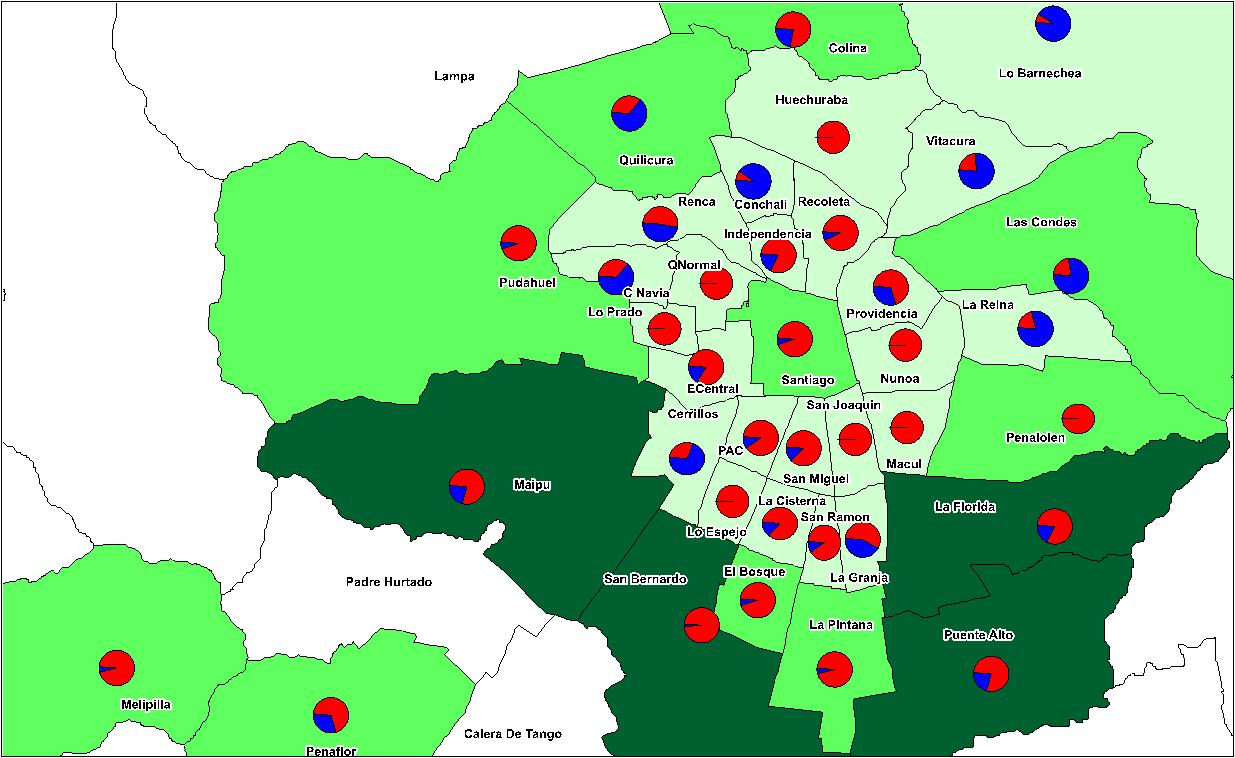 Colina
Lampa
Lo Barnechea
Huechuraba
Vitacura
Quilicura
Renca
Conchali
Recoleta
Las Condes
Independencia
QNormal
Pudahuel
C Navia
La Reina
Lo Prado
Providencia
Santiago
Nunoa
ECentral
San Joaquin
Cerrillos
Penalolen
PAC
Macul
San Miguel
Maipu
La Cisterna
La Florida
San Ramon
Lo Espejo
El Bosque
La Granja
San Bernardo
Padre Hurtado
La Pintana
Puente Alto
Melipilla
Calera De Tango
Penaflor